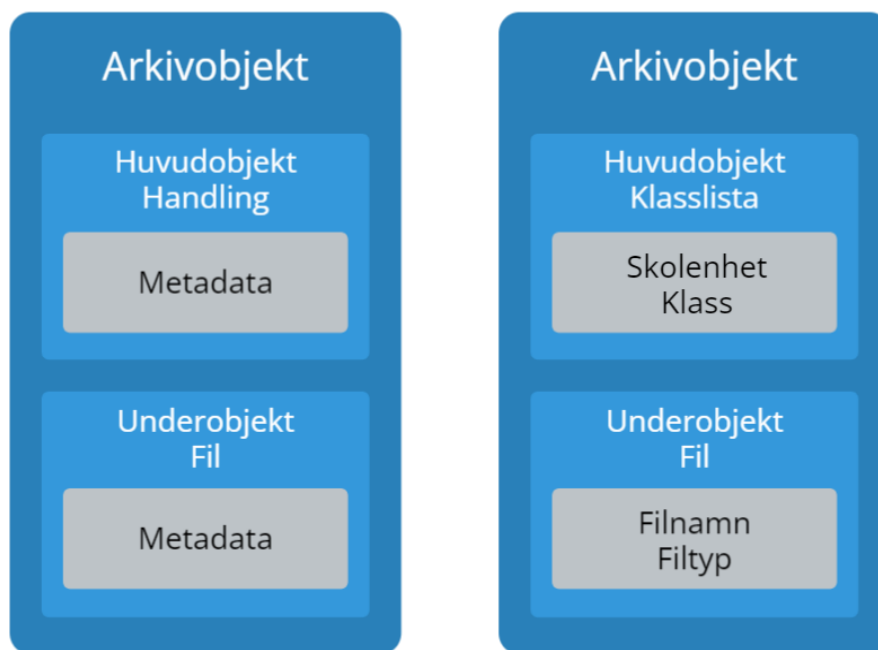 Arkivobjekt
Huvudobjekt
Handling
Metadata
Underobjekt
Fil
Metadata
Arkivobjekt
Huvudobjekt
Klasslista
Skolenhet
Klass
Underobjekt
Fil
Filnamn
Filtyp